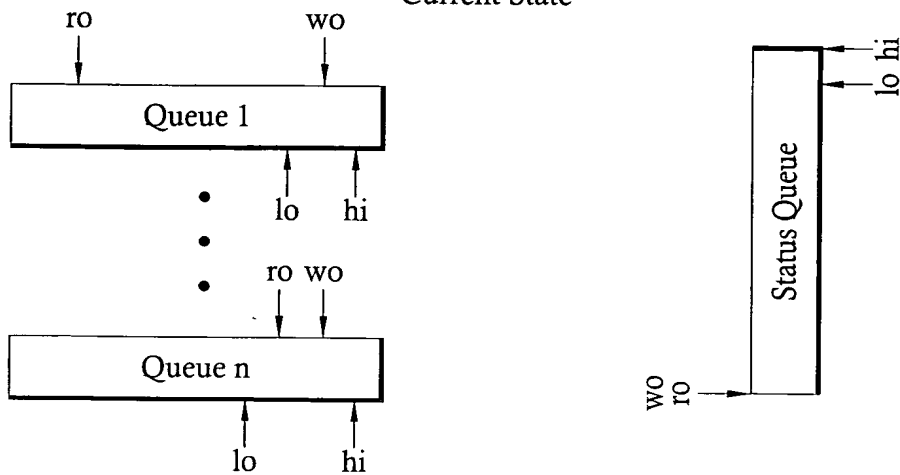 Current State
ro wo
Queue 1
lo hi
ro wo
Queue n
lo hi
lo hi
Status Queue
wo
ro